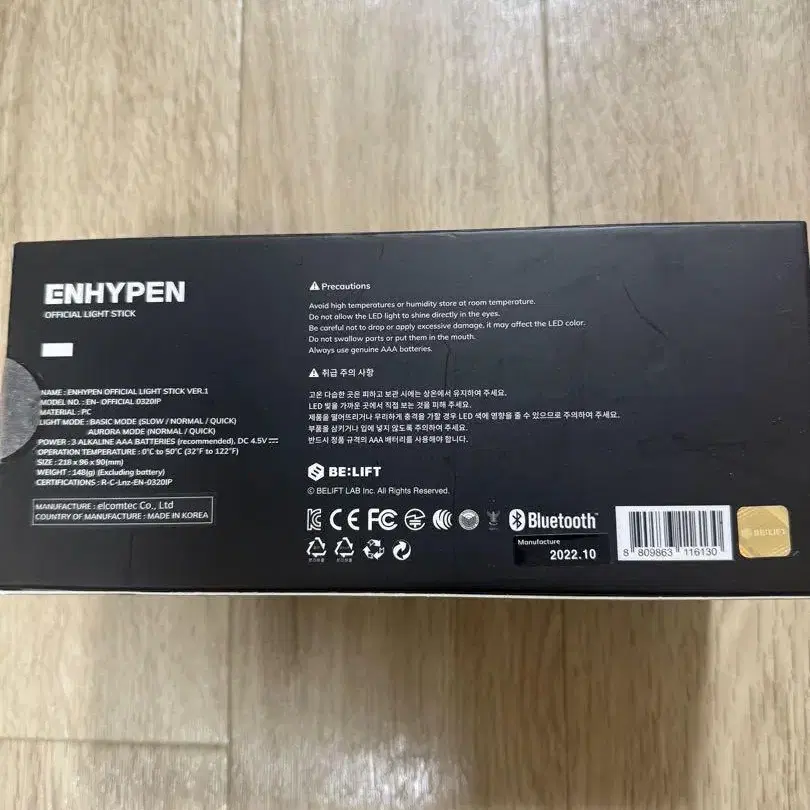 ENHYPEN
OFFICIAL LIGHT STICK
NAME : ENHYPEN OFFICIAL LIGHT STICK VER.1
MODEL NO. : EN- OFFICIAL 0320IP
MATERIAL : PC
LIGHT MODE : BASIC MODE (SLOW / NORMAL / QUICK)
AURORA MODE (NORMAL / QUICK)
POWER : 3 ALKALINE AAA BATTERIES (recommended), DC 4.5V
OPERATION TEMPERATURE : 0°C to 50°C (32°F to 122°F)
SIZE : 218 x 96 x 90(mm)
WEIGHT : 148(g) (Excluding battery)
CERTIFICATIONS : R-C-Lnz-EN-0320IP
MANUFACTURE : elcomtec Co., Ltd
COUNTRY OF MANUFACTURE : MADE IN KOREA
Precautions
Avoid high temperatures or humidity store at room temperature.
Do not allow the LED light to shine directly in the eyes.
Be careful not to drop or apply excessive damage, it may affect the LED color.
Do not swallow parts or put them in the mouth.
Always use genuine AAA batteries.
취급 주의 사항
고온 다습한 곳은 피하고 보관 시에는 상온에서 유지하여 주세요.
LED 빛을 가까운 곳에서 직접 보는 것을 피해 주세요.
제품을 떨어뜨리거나 무리하게 충격을 가할 경우 LED 색에 영향을 줄 수 있으므로 주의하여 주세요.
부품을 삼키거나 입에 넣지 않도록 주의하여 주세요.
반드시 정품 규격의 AAA 배터리를 사용해야 합니다.
BE:LIFT
© BELIFT LAB Inc. All Rights Reserved.
CE FC Bluetooth
Manufacture
2022.10
8 809863 116130
BE:LIFT